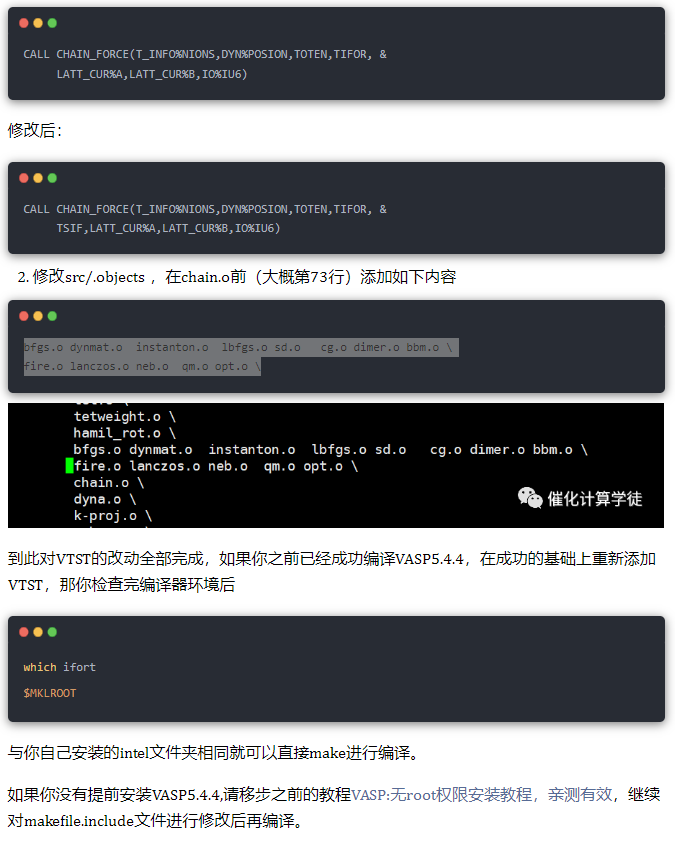 CALL CHAIN_FORCE(T_INFO%NIONS,DYN%POSION,TOTEN,TIFOR, &
LATT_CUR%A,LATT_CUR%B,IO%IU6)
修改后：
CALL CHAIN_FORCE(T_INFO%NIONS,DYN%POSION,TOTEN,TIFOR, &
TSIF,LATT_CUR%A,LATT_CUR%B,IO%IU6)
2. 修改src/.objects ，在chain.o前（大概第73行）添加如下内容
bfgs.o dynmat.o  instanton.o  lbfgs.o sd.o   cg.o dimer.o bbm.o \
fire.o lanczos.o neb.o  qm.o opt.o \
tetweight.o \
hamil_rot.o \
bfgs.o dynmat.o  instanton.o  lbfgs.o sd.o   cg.o dimer.o bbm.o \
fire.o lanczos.o neb.o  qm.o opt.o \
chain.o \
dyna.o \
k-proj.o \
催化计算学徒
到此对VTST的改动全部完成，如果你之前已经成功编译VASP5.4.4，在成功的基础上重新添加
VTST，那你检查完编译器环境后
which ifort
$MKLROOT
与你自己安装的intel文件夹相同就可以直接make进行编译。
如果你没有提前安装VASP5.4.4,请移步之前的教程VASP:无root权限安装教程，亲测有效，继续
对makefile.include文件进行修改后再编译。